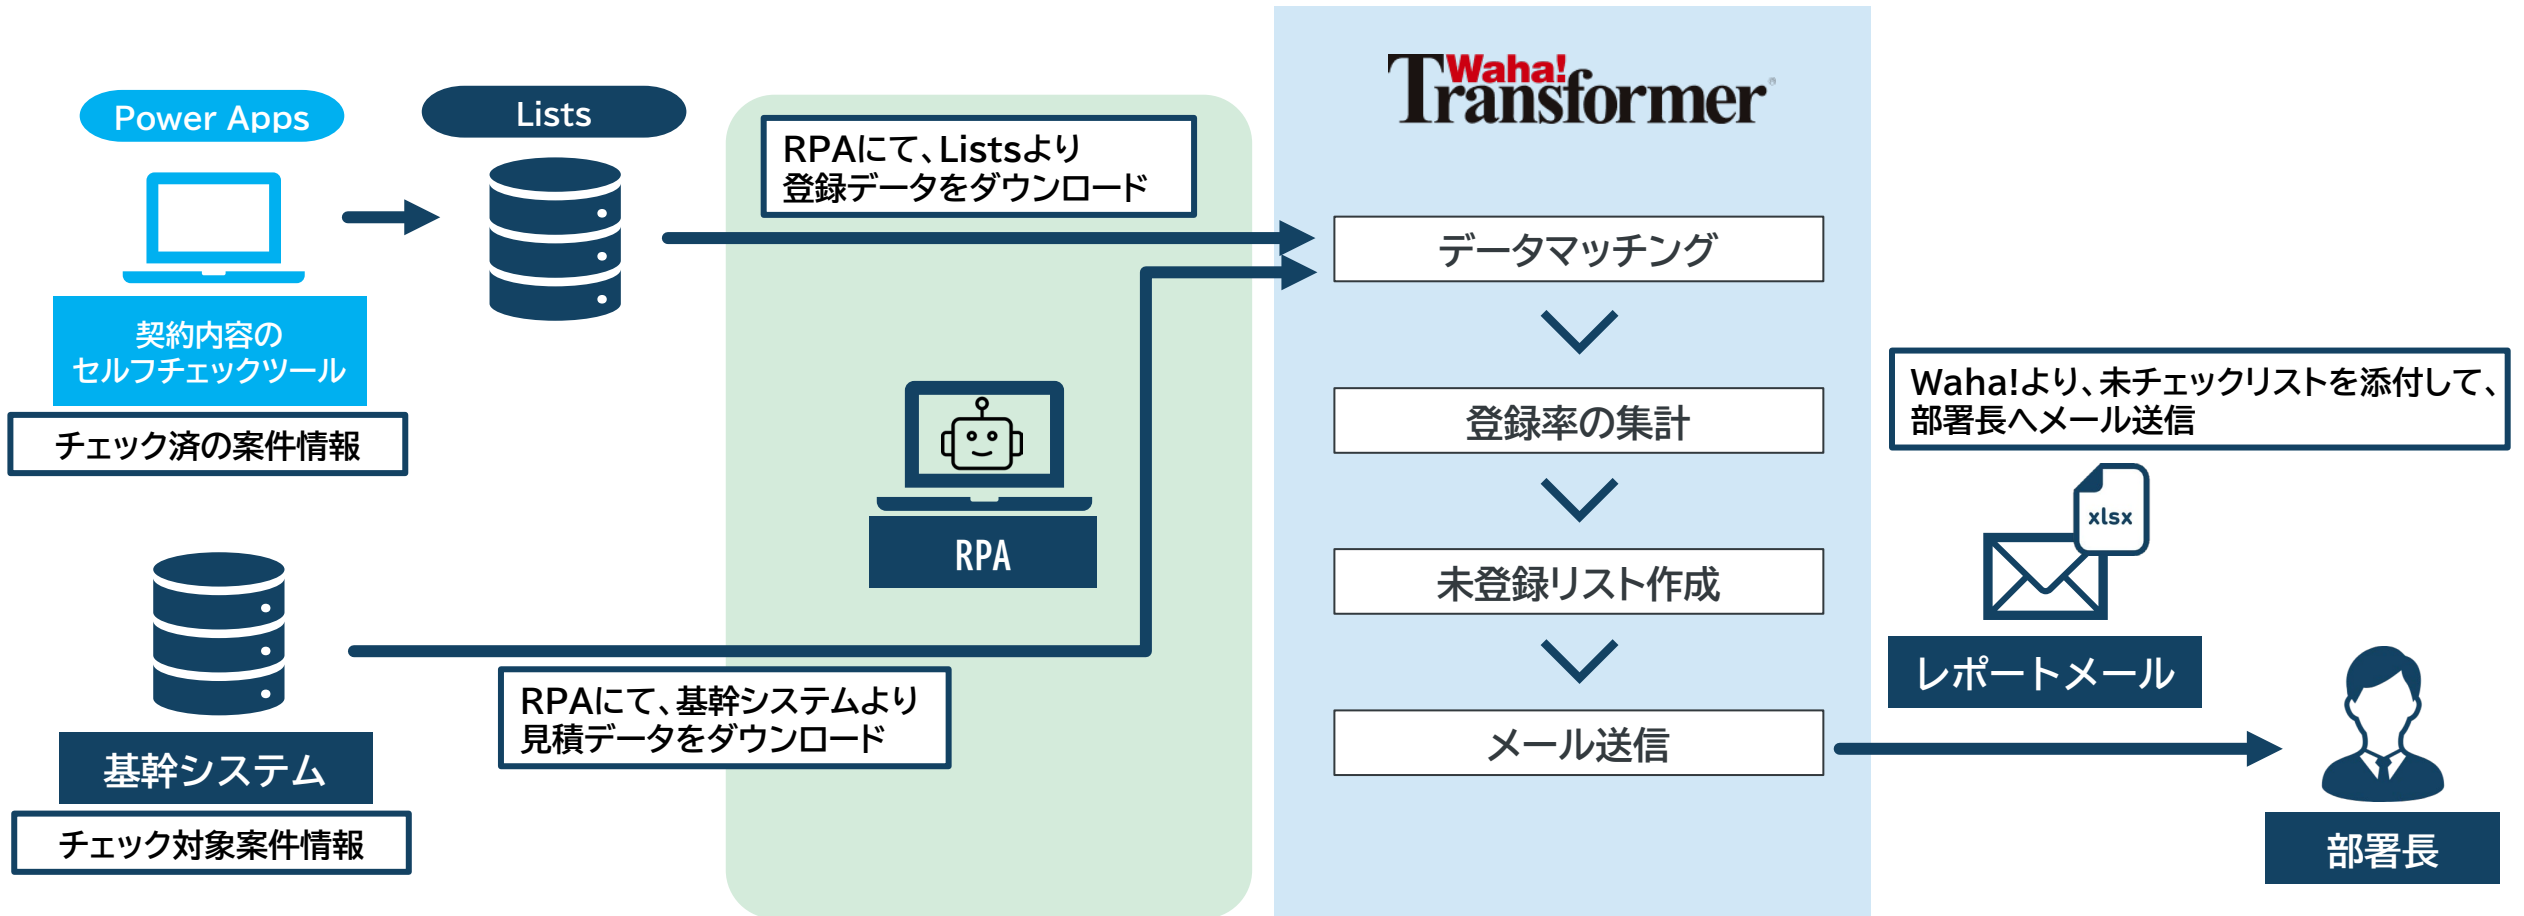 Power Apps
Lists
契約内容の
セルフチェックツール
チェック済の案件情報
基幹システム
チェック対象案件情報
RPAにて、Listsより
登録データをダウンロード
RPA
RPAにて、基幹システムより
見積データをダウンロード
Waha!
Transformer
データマッチング
登録率の集計
未登録リスト作成
メール送信
Waha!より、未チェックリストを添付して、
部署長へメール送信
xlsx
レポートメール
部署長